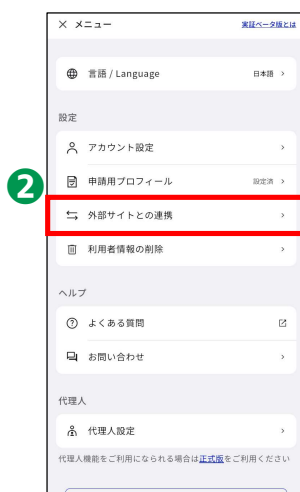 × メニュー 実証ベータ版とは
言語 / Language 日本語 >
設定
アカウント設定 >
申請用プロフィール 設定済 >
2
外部サイトとの連携 >
利用者情報の削除 >
ヘルプ
よくある質問
お問い合わせ >
代理人
代理人設定 >
代理人機能をご利用になられる場合は正式版をご利用ください